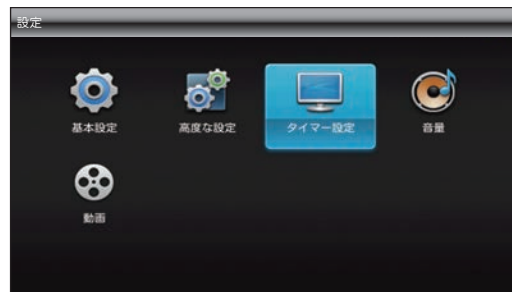 設定
基本設定
高度な設定
タイマー設定
音量
動画